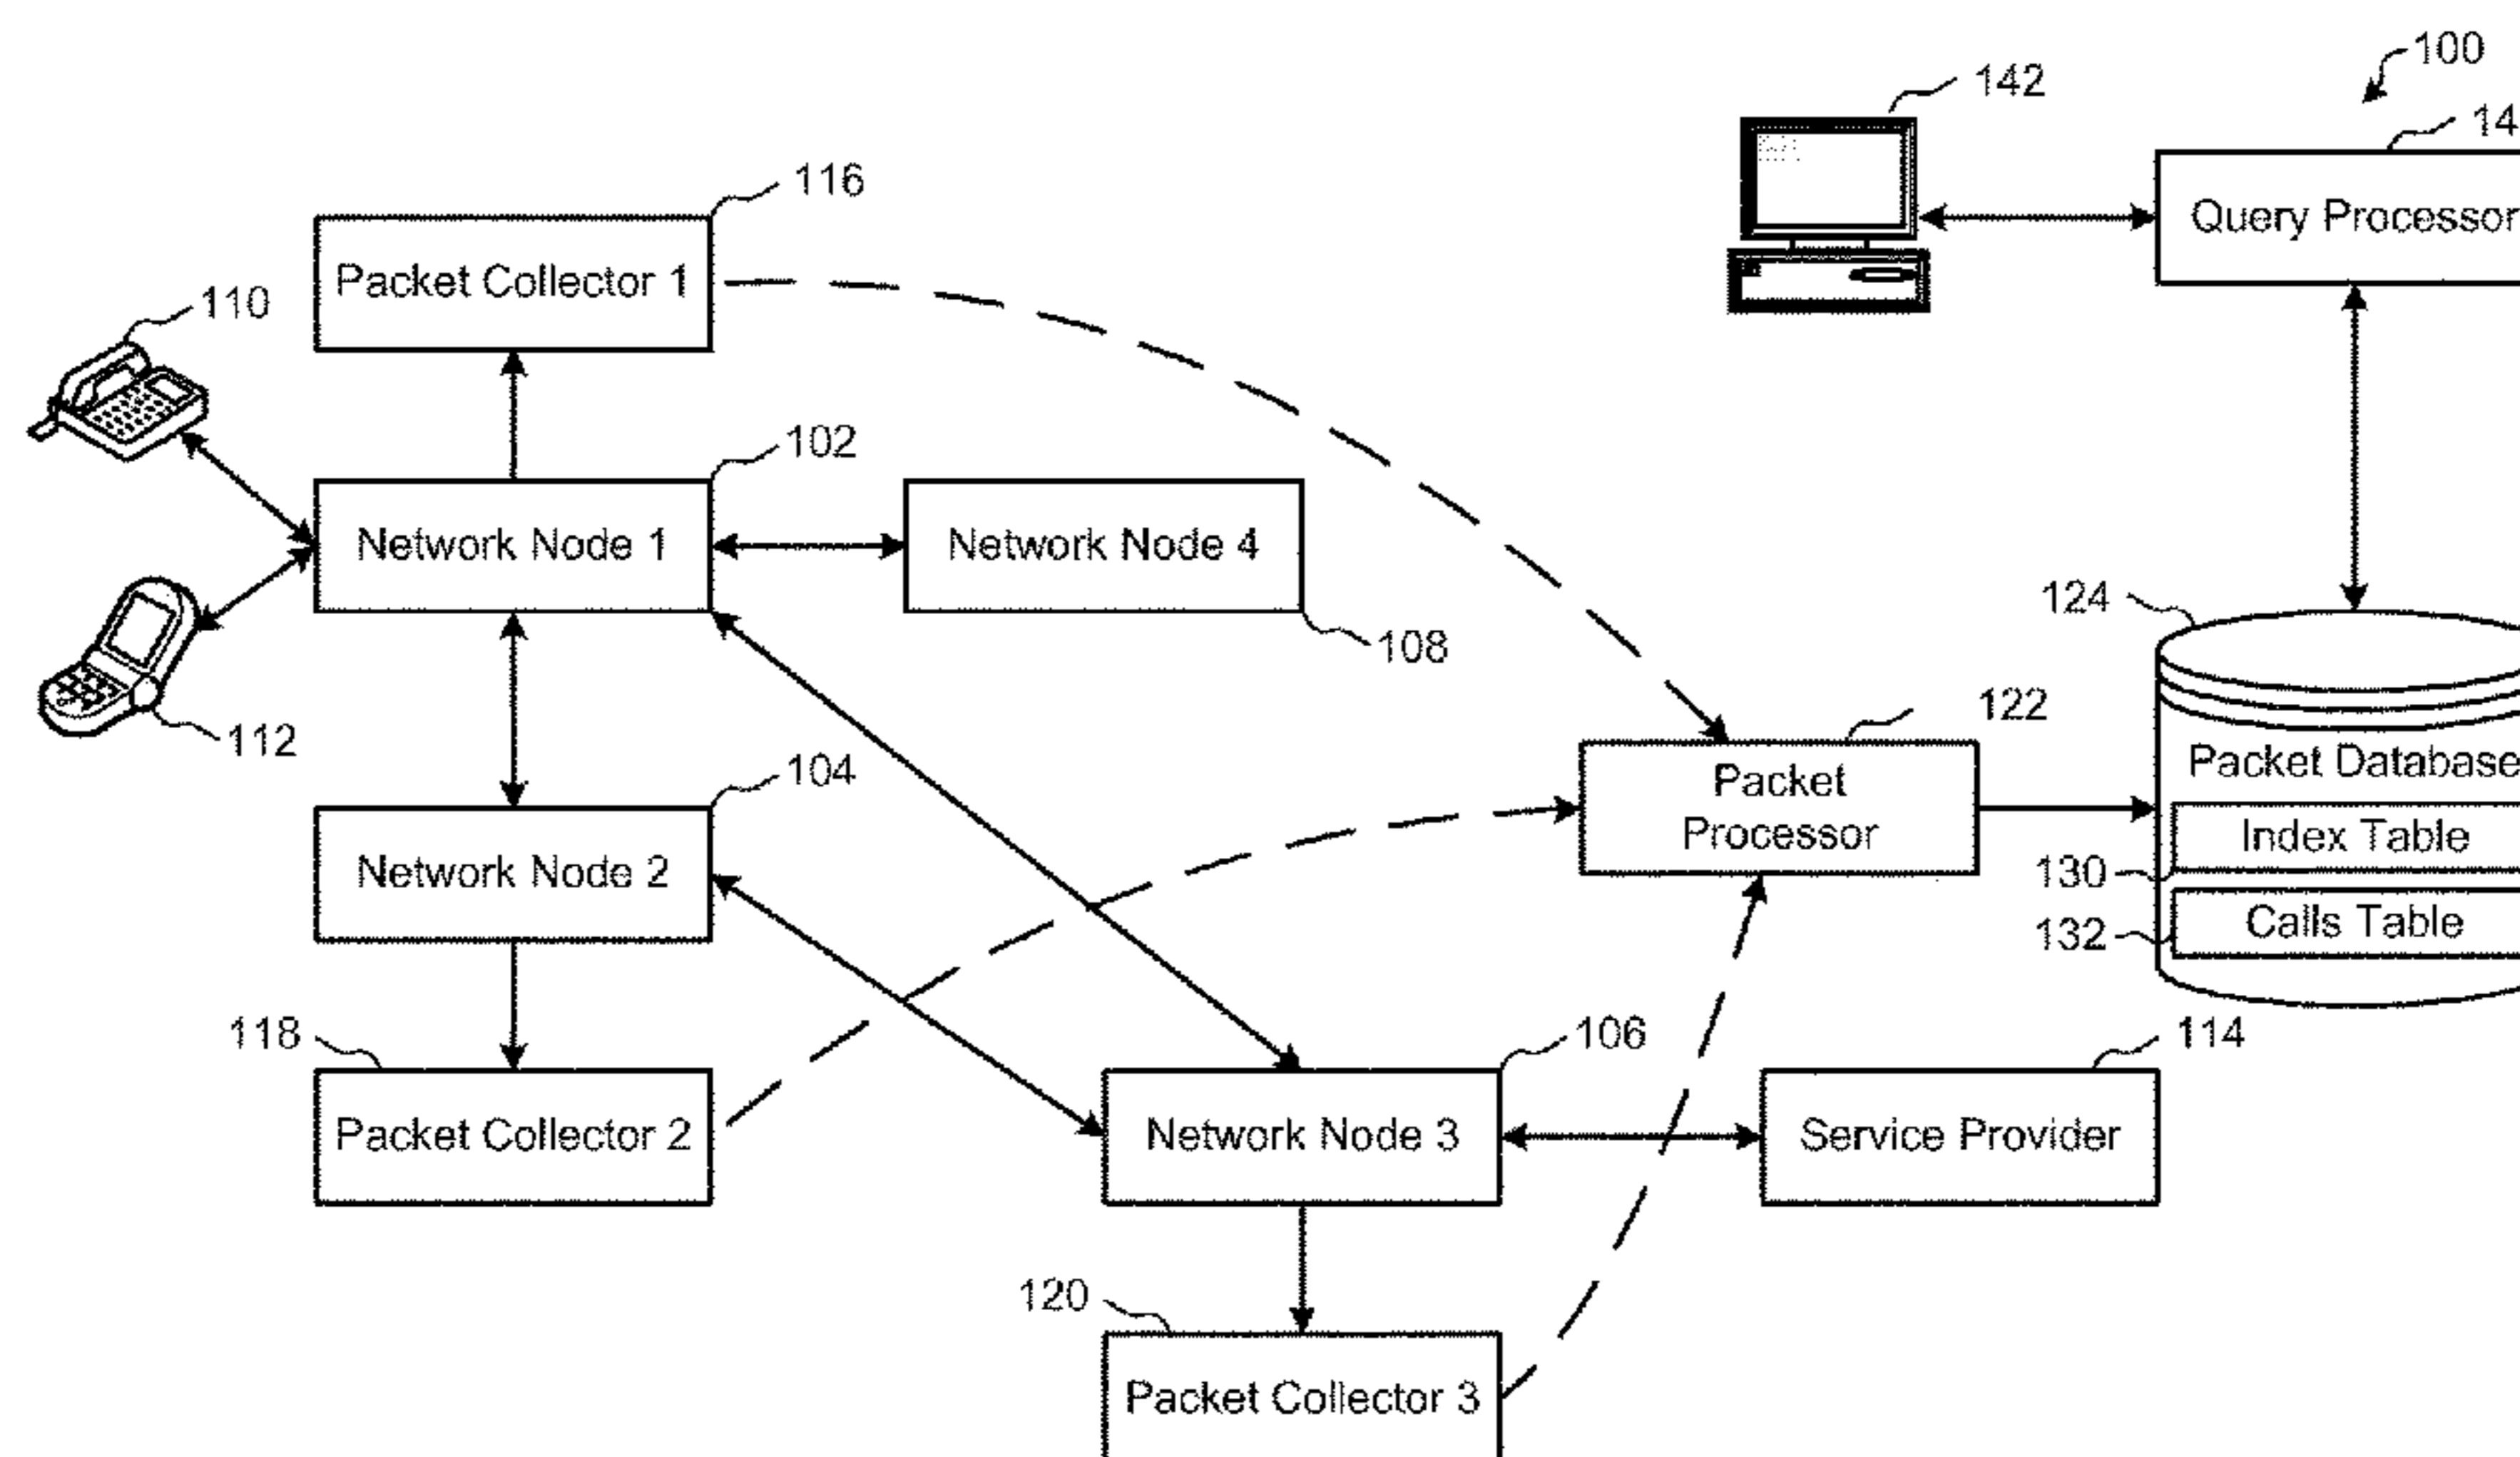 100
142
14
116
Query Processor
Packet Collector 1
110
102
Network Node 1
Network Node 4
124
108
122
112
104
Packet Database
Packet
Processor
Index Table
130
Network Node 2
Calls Table
132
118
106
114
Packet Collector 2
Network Node 3
Service Provider
120
Packet Collector 3